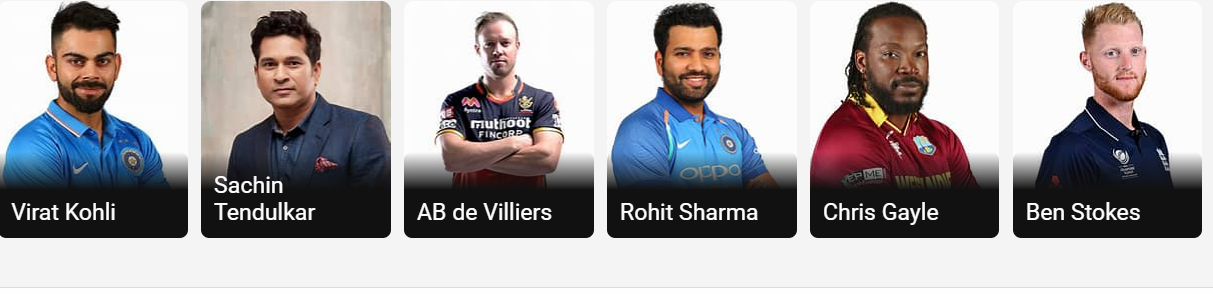 Virat Kohli
Sachin
Tendulkar
AB de Villiers
Rohit Sharma
Chris Gayle
Ben Stokes
muthoot
FINCORP
oppo